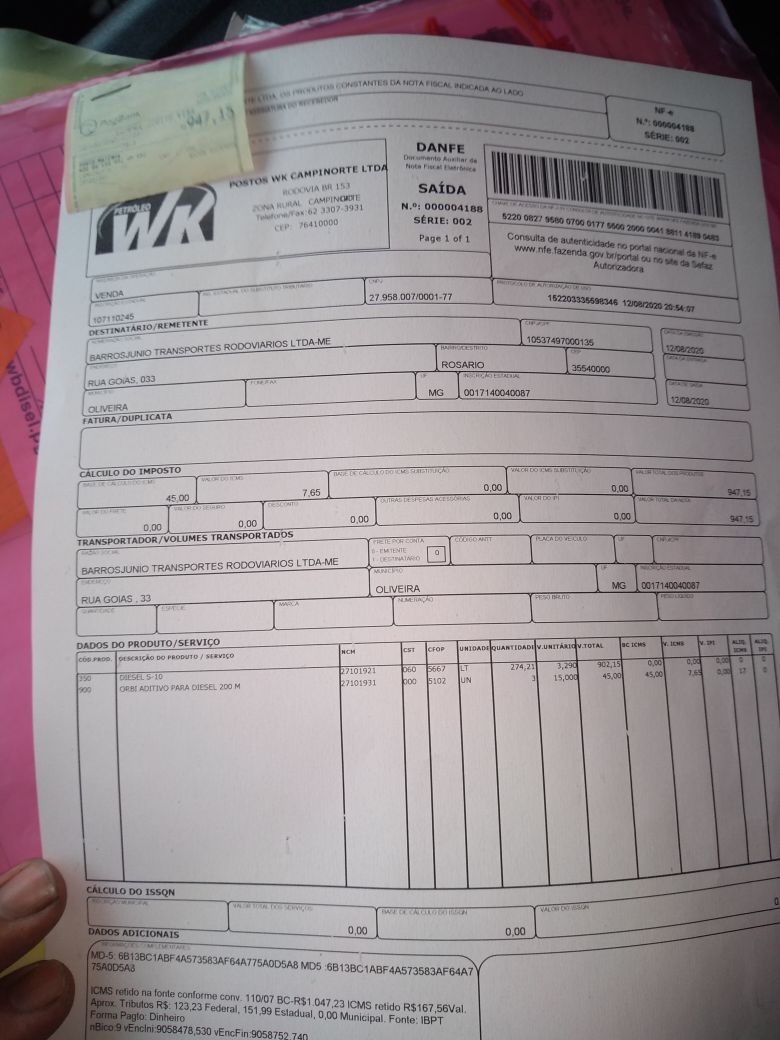 947,15
TE LTDA, OS PRODUTOS CONSTANTES DA NOTA FISCAL INDICADA AO LADO
ASSINATURA DO RECEBEDOR
NF-e
N.º: 000004188
SÉRIE: 002
PETRÓLEO
WK
POSTOS WK CAMPINORTE LTDA
RODOVIA BR 153
ZONA RURAL CAMPINORTE
Telefone/Fax: 62 3307-3931
CEP: 76410000
DANFE
Documento Auxiliar da
Nota Fiscal Eletrônica
SAÍDA
N.º: 000004188
SÉRIE: 002
Page 1 of 1
5220 0827 9580 0700 0177 5500 2000 0041 8811 4189 0483
Consulta de autenticidade no portal nacional da NF-e
www.nfe.fazenda.gov.br/portal ou no site da Sefaz
Autorizadora
NATUREZA DA OPERAÇÃO
VENDA
PROTOCOLO DE AUTORIZAÇÃO DE USO
152203335598346 12/08/2020 20:54:07
INSCRIÇÃO ESTADUAL
107110245
INS. ESTADUAL DO SUBSTITUTO TRIBUTÁRIO
CNPJ
27.958.007/0001-77
DESTINATÁRIO/REMETENTE
NOME/RAZÃO SOCIAL
BARROSJUNIO TRANSPORTES RODOVIARIOS LTDA-ME
CNPJ/CPF
10537497000135
DATA DA EMISSÃO
12/08/2020
ENDEREÇO
RUA GOIAS, 033
BAIRRO/DISTRITO
ROSARIO
CEP
35540000
DATA DA ENTRADA
MUNICÍPIO
OLIVEIRA
FONE/FAX
UF
MG
INSCRIÇÃO ESTADUAL
0017140040087
DATA DE SAÍDA
12/08/2020
FATURA/DUPLICATA
CÁLCULO DO IMPOSTO
BASE DE CÁLCULO DO ICMS
45,00
VALOR DO ICMS
7,65
BASE DE CÁLCULO DO ICMS SUBSTITUIÇÃO
0,00
VALOR DO ICMS SUBSTITUIÇÃO
0,00
VALOR TOTAL DOS PRODUTOS
947,15
VALOR DO FRETE
0,00
VALOR DO SEGURO
0,00
DESCONTO
0,00
OUTRAS DESPESAS ACESSÓRIAS
0,00
VALOR DO IPI
0,00
VALOR TOTAL DA NOTA
947,15
TRANSPORTADOR/VOLUMES TRANSPORTADOS
RAZÃO SOCIAL
BARROSJUNIO TRANSPORTES RODOVIARIOS LTDA-ME
FRETE POR CONTA
0 - EMITENTE
1 - DESTINATÁRIO
0
CÓDIGO ANTT
PLACA DO VEÍCULO
UF
CNPJ/CPF
ENDEREÇO
RUA GOIAS , 33
MUNICÍPIO
OLIVEIRA
UF
MG
INSCRIÇÃO ESTADUAL
0017140040087
QUANTIDADE
ESPÉCIE
MARCA
NUMERAÇÃO
PESO BRUTO
PESO LÍQUIDO
DADOS DO PRODUTO/SERVIÇO
CÓD.PROD. DESCRIÇÃO DO PRODUTO / SERVIÇO NCM CST CFOP UNIDADE QUANTIDADE V.UNITÁRIO V.TOTAL BC ICMS V. ICMS V. IPI ALIQ. ICMS ALIQ. IPI
350 DIESEL S-10 27101921 060 5667 LT 274,21 3,290 902,15 0,00 0,00 0,00 0 0
900 ORBI ADITIVO PARA DIESEL 200 M 27101931 000 5102 UN 3 15,000 45,00 45,00 7,65 0,00 17 0
CÁLCULO DO ISSQN
INSCRIÇÃO MUNICIPAL
VALOR TOTAL DOS SERVIÇOS
0,00
BASE DE CÁLCULO DO ISSQN
0,00
VALOR DO ISSQN
0
DADOS ADICIONAIS
INFORMAÇÕES COMPLEMENTARES
MD-5: 6B13BC1ABF4A573583AF64A775A0D5A8 MD5 :6B13BC1ABF4A573583AF64A7
75A0D5A8
ICMS retido na fonte conforme conv. 110/07 BC-R$1.047,23 ICMS retido R$167,56Val.
Aprox. Tributos R$: 123,23 Federal, 151,99 Estadual, 0,00 Municipal. Fonte: IBPT
Forma Pagto: Dinheiro
nBico:9 vEncIni:9058478,530 vEncFin:9058752,740
wbdisel.p